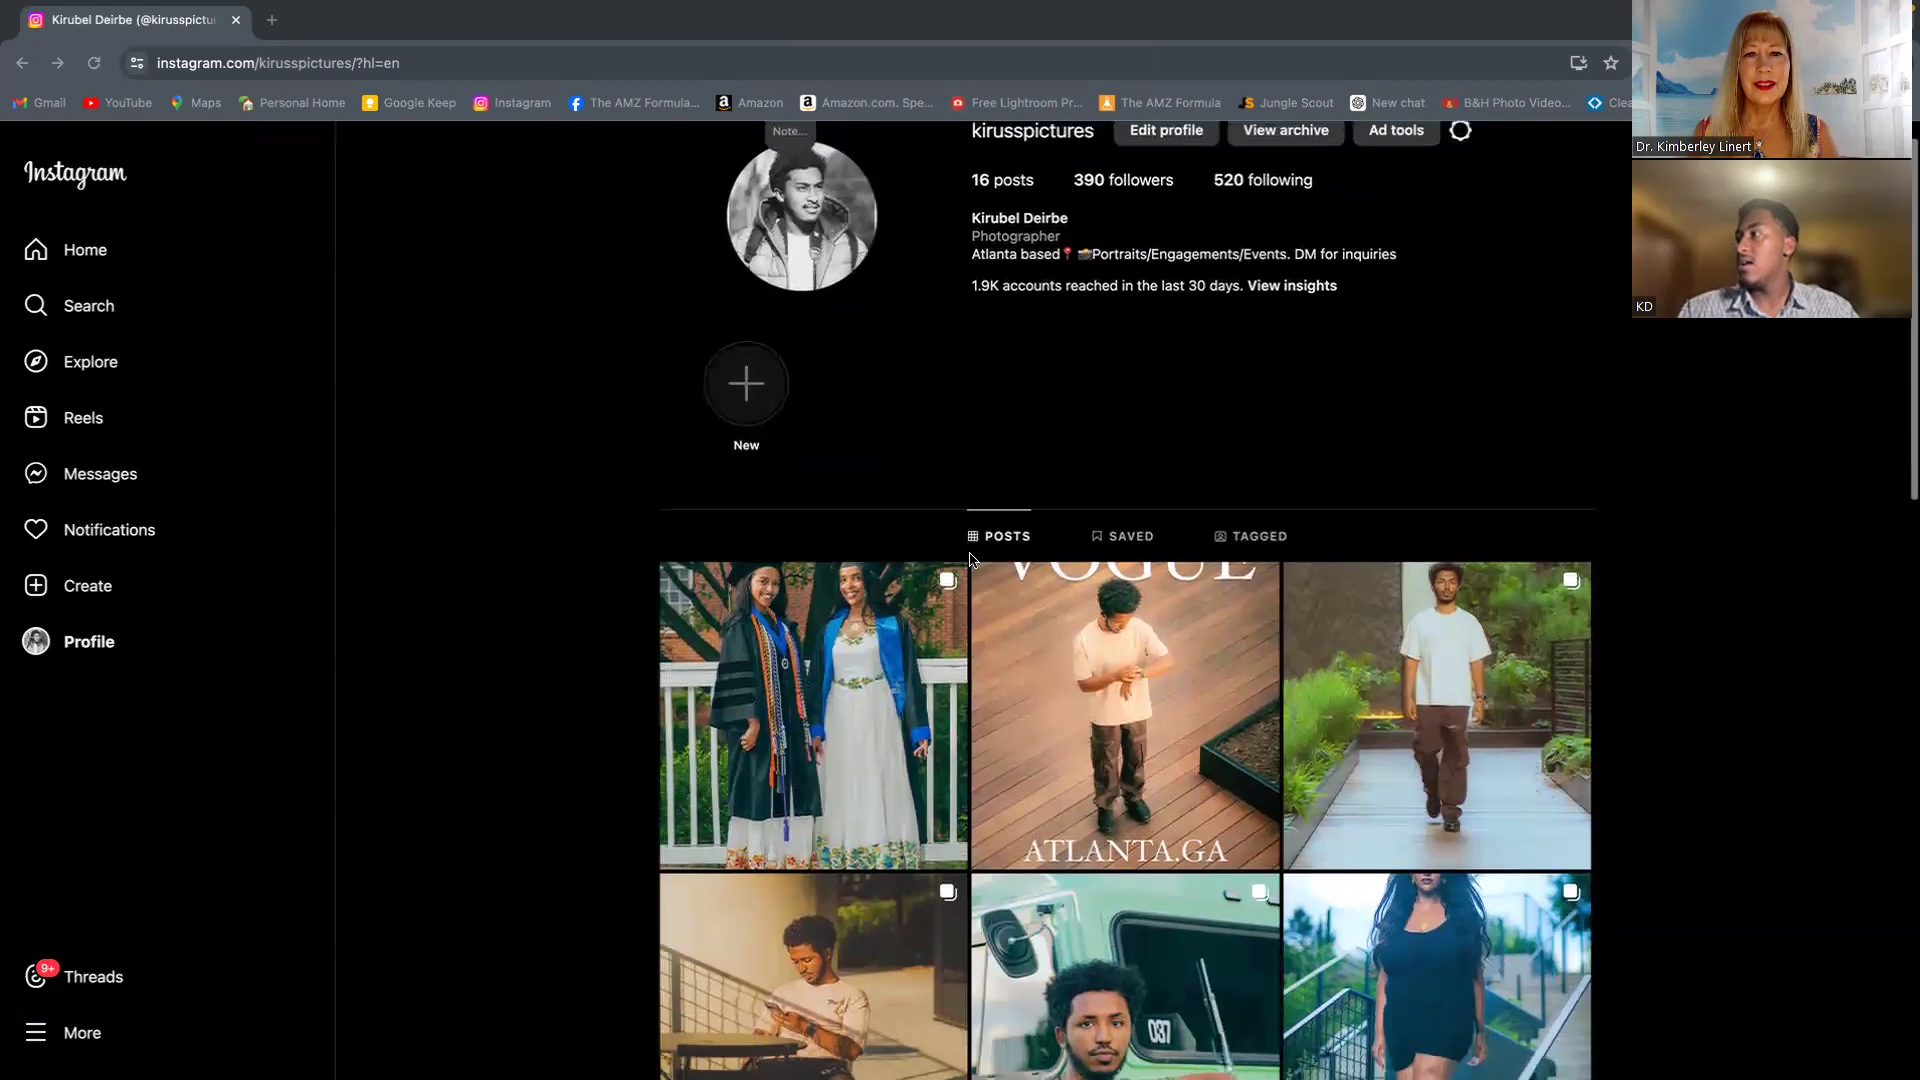 Kirubel Deirbe (@kirusspictu
instagram.com/kirusspictures/?hl=en
Gmail
YouTube
Maps
Personal Home
Google Keep
Instagram
The AMZ Formula...
Amazon
Amazon.com. Spe...
Free Lightroom Pr...
The AMZ Formula
Jungle Scout
New chat
B&H Photo Video...
Clea
Dr. Kimberley Linert
KD
Instagram
Home
Search
Explore
Reels
Messages
Notifications
Create
Profile
9+
Threads
More
Note...
kirusspictures
Edit profile
View archive
Ad tools
16 posts
390 followers
520 following
Kirubel Deirbe
Photographer
Atlanta based📍 📸Portraits/Engagements/Events. DM for inquiries
1.9K accounts reached in the last 30 days. View insights
New
POSTS
SAVED
TAGGED
VOGUE
ATLANTA.GA
037